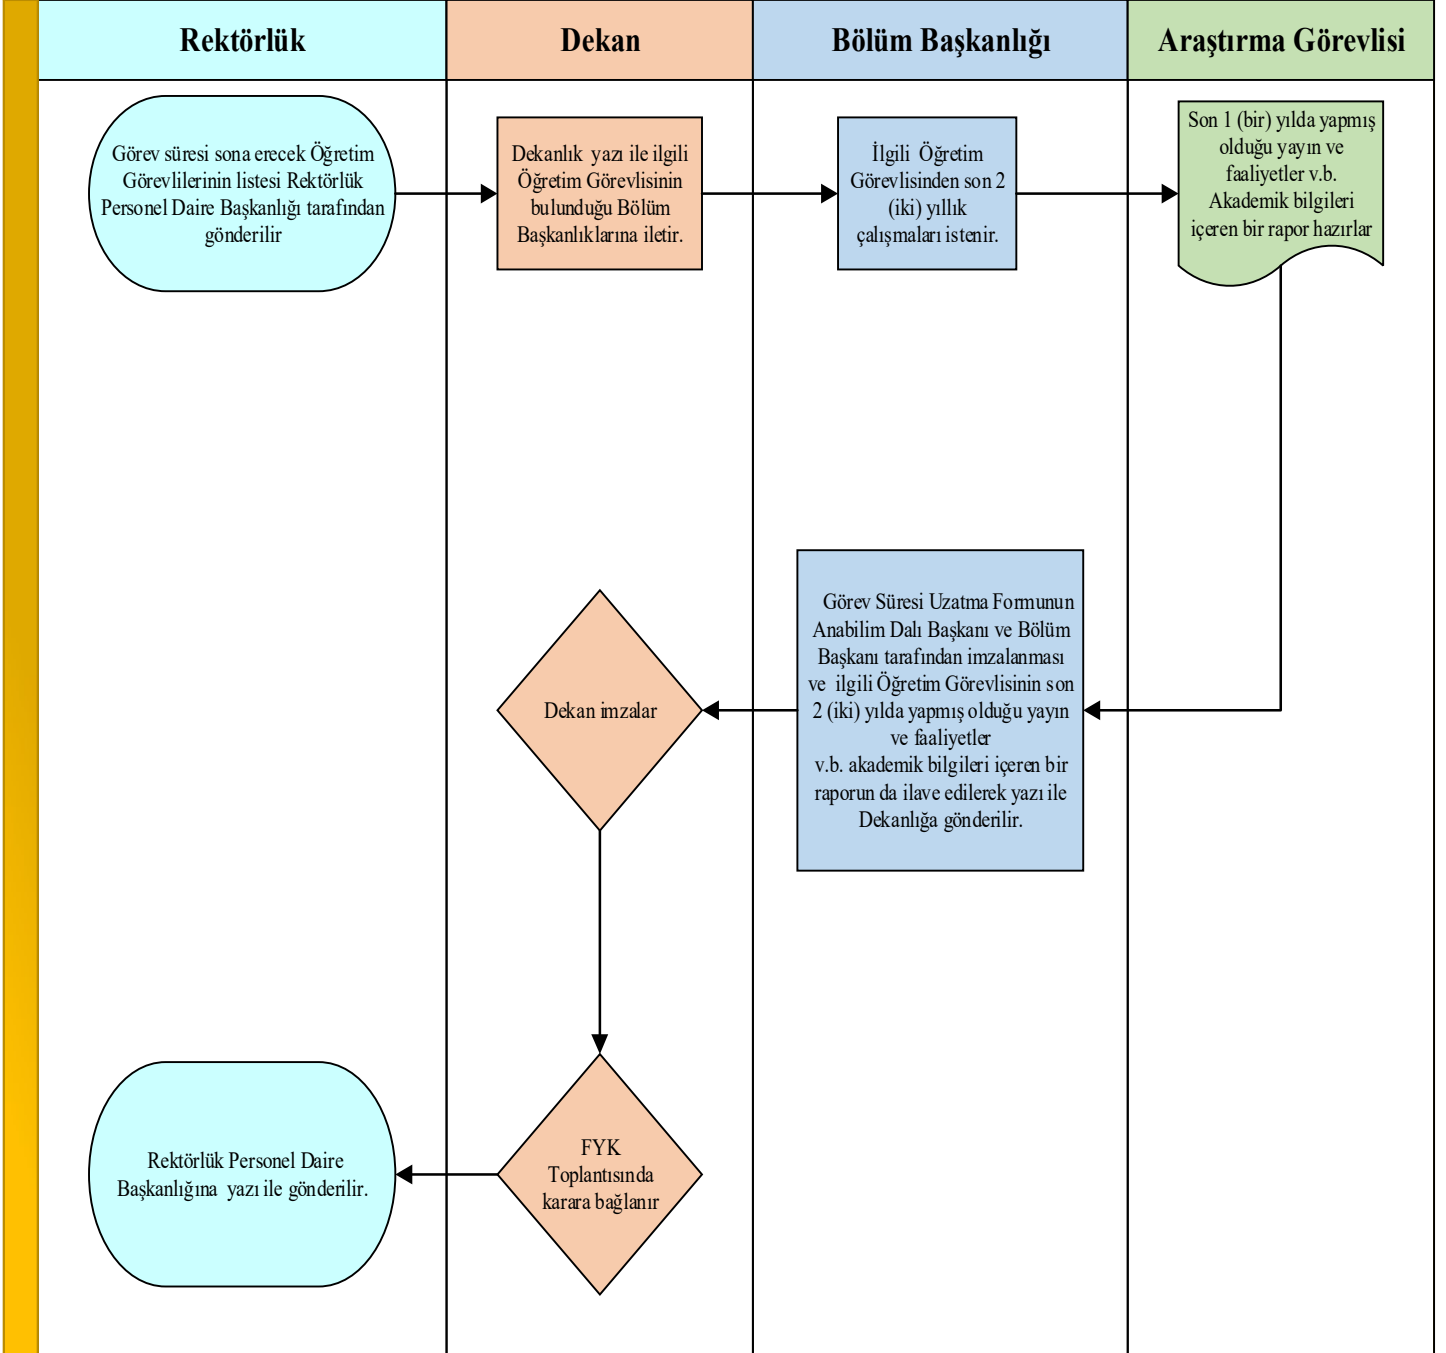 Rektörlük
Dekan
Bölüm Başkanlığı
Araştırma Görevlisi
Görev süresi sona erecek Öğretim
Görevlilerinin listesi Rektörlük
Personel Daire Başkanlığı tarafından
gönderilir
Dekanlık yazı ile ilgili
Öğretim Görevlisinin
bulunduğu Bölüm
Başkanlıklarına iletir.
İlgili Öğretim
Görevlisinden son 2
(iki) yıllık
çalışmaları istenir.
Son 1 (bir) yılda yapmış
olduğu yayın ve
faaliyetler v.b.
Akademik bilgileri
içeren bir rapor hazırlar
Görev Süresi Uzatma Formunun
Anabilim Dalı Başkanı ve Bölüm
Başkanı tarafından imzalanması
ve ilgili Öğretim Görevlisinin son
2 (iki) yılda yapmış olduğu yayın
ve faaliyetler
v.b. akademik bilgileri içeren bir
raporun da ilave edilerek yazı ile
Dekanlığa gönderilir.
Dekan imzalar
FYK
Toplantısında
karara bağlanır
Rektörlük Personel Daire
Başkanlığına yazı ile gönderilir.